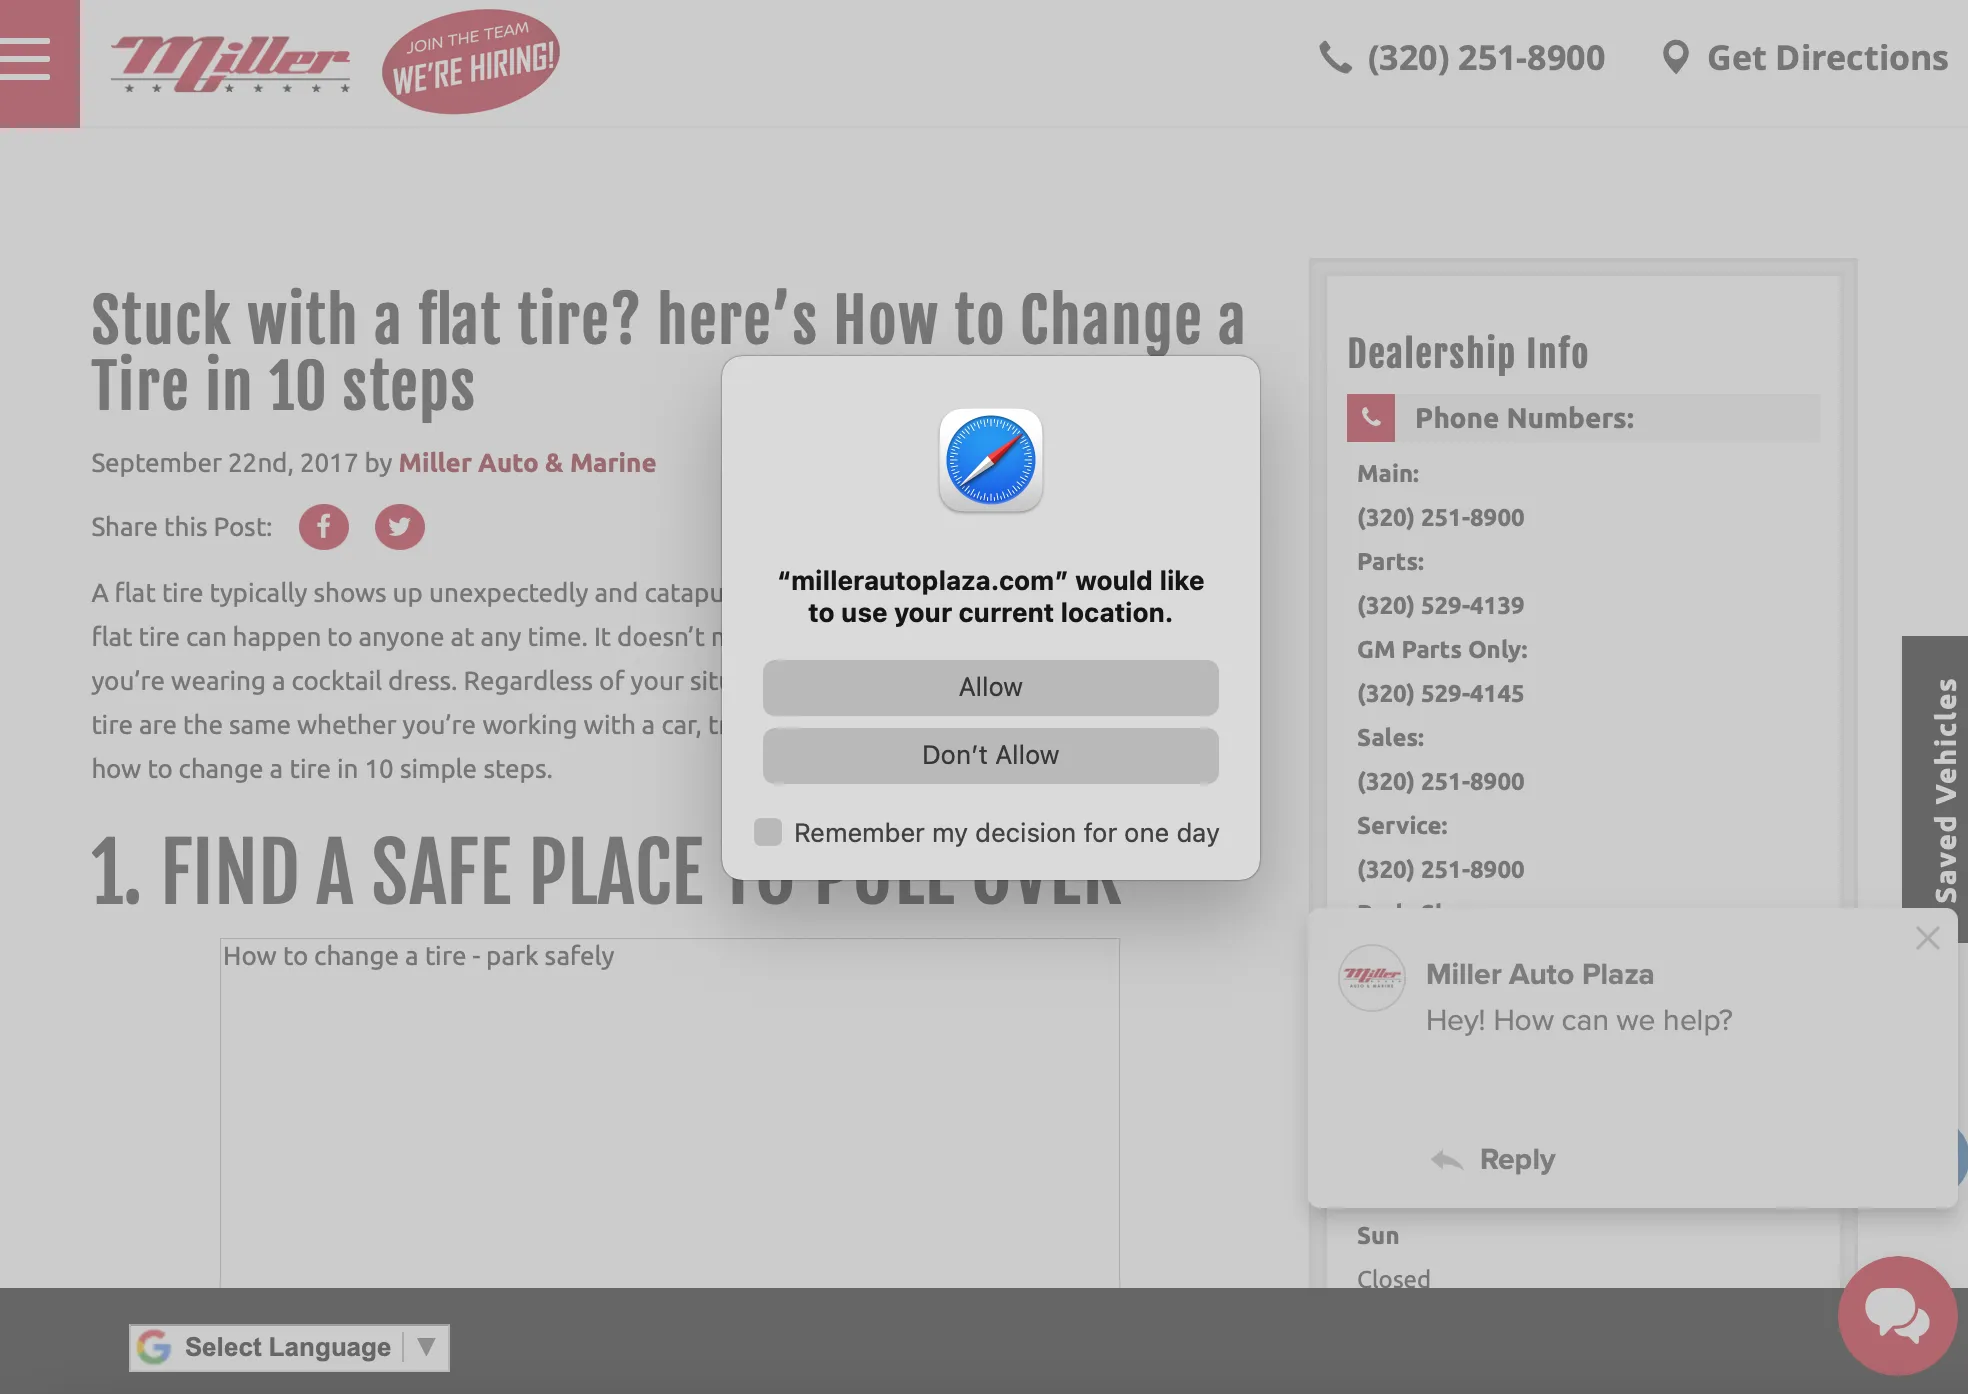 Miller
JOIN THE TEAM
WE'RE HIRING!
(320) 251-8900
Get Directions
Stuck with a flat tire? here’s How to Change a
Tire in 10 steps
September 22nd, 2017 by Miller Auto & Marine
Share this Post:
A flat tire typically shows up unexpectedly and
flat tire can happen to anyone at any time. It doesn’t
you’re wearing a cocktail dress. Regardless of your
tire are the same whether you’re working with a car,
how to change a tire in 10 simple steps.
1. FIND A SAFE PLACE TO PULL OVER
How to change a tire - park safely
“millerautoplaza.com” would like
to use your current location.
Allow
Don’t Allow
Remember my decision for one day
Dealership Info
Phone Numbers:
Main:
(320) 251-8900
Parts:
(320) 529-4139
GM Parts Only:
(320) 529-4145
Sales:
(320) 251-8900
Service:
(320) 251-8900
Saved Vehicles
Miller
AUTO & MARINE
Miller Auto Plaza
Hey! How can we help?
Reply
Sun
Closed
Select Language